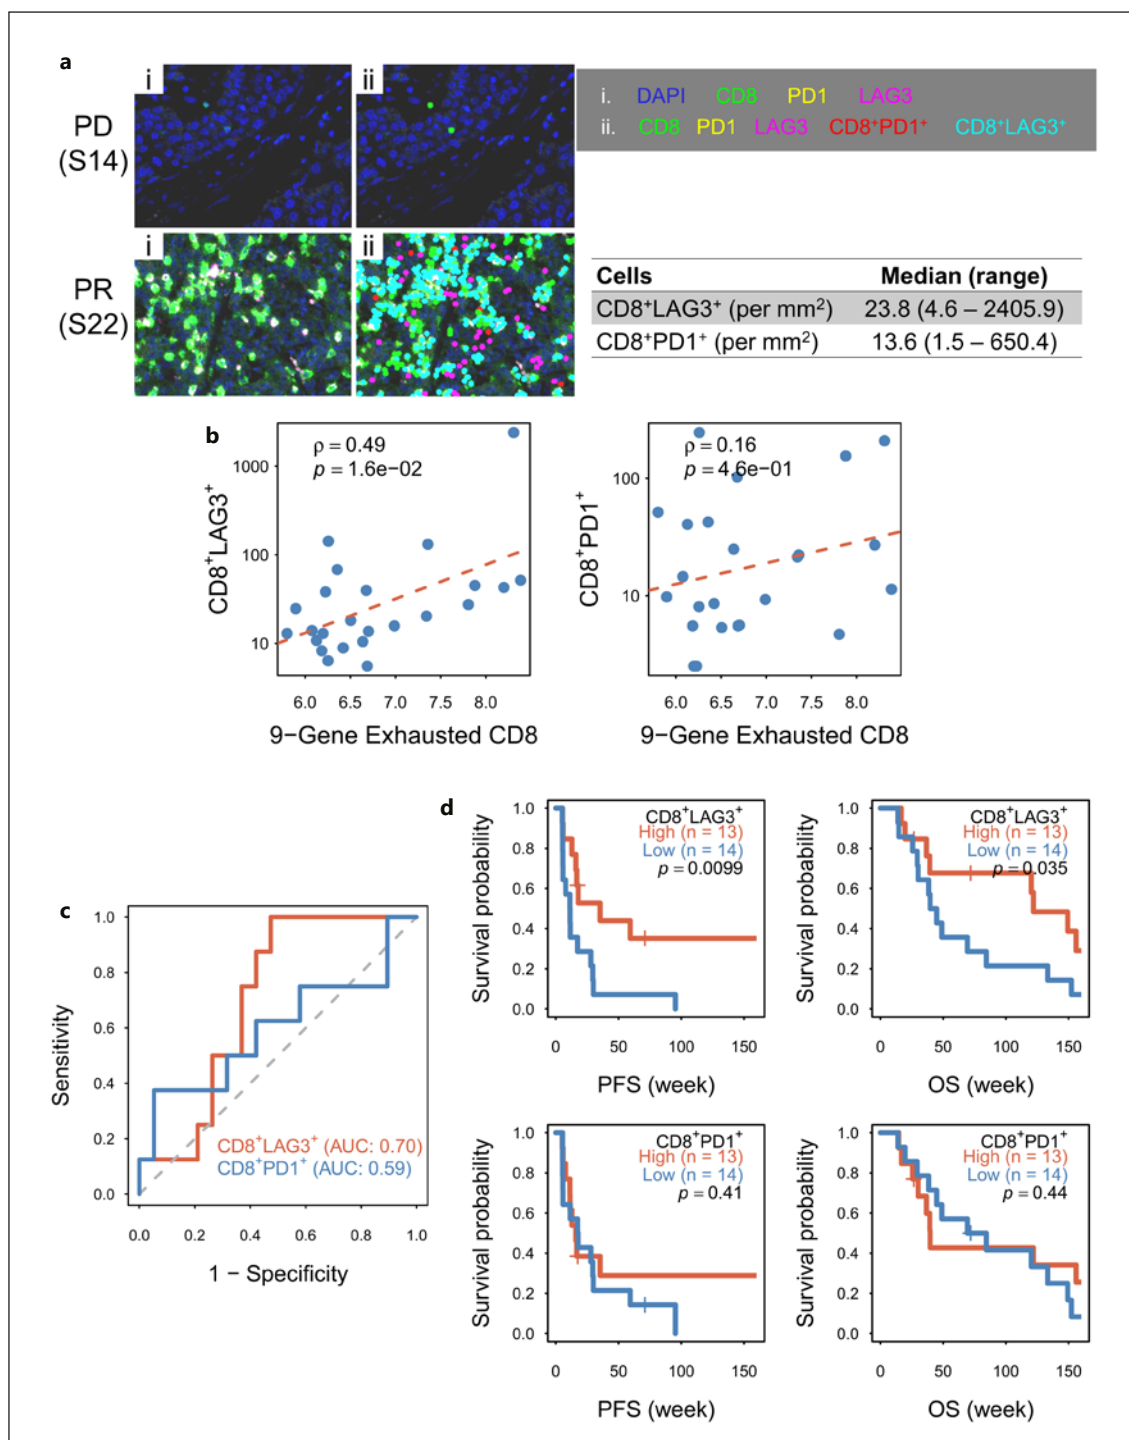 a
PD
(S14)
i
ii
i. DAPI CD8 PD1 LAG3
ii. CD8 PD1 LAG3 CD8⁺PD1⁺ CD8⁺LAG3⁺
PR
(S22)
i
ii
Cells Median (range)
CD8⁺LAG3⁺ (per mm²) 23.8 (4.6 – 2405.9)
CD8⁺PD1⁺ (per mm²) 13.6 (1.5 – 650.4)
b
ρ = 0.49
p = 1.6e−02
CD8⁺LAG3⁺
1000
100
10
6.0 6.5 7.0 7.5 8.0
9−Gene Exhausted CD8
ρ = 0.16
p = 4.6e−01
CD8⁺PD1⁺
100
10
6.0 6.5 7.0 7.5 8.0
9−Gene Exhausted CD8
c
Sensitivity
1.0
0.8
0.6
0.4
0.2
0.0
CD8⁺LAG3⁺ (AUC: 0.70)
CD8⁺PD1⁺ (AUC: 0.59)
0.0 0.2 0.4 0.6 0.8 1.0
1 − Specificity
d
Survival probability
1.0
0.8
0.6
0.4
0.2
0.0
CD8⁺LAG3⁺
High (n = 13)
Low (n = 14)
p = 0.0099
0 50 100 150
PFS (week)
Survival probability
1.0
0.8
0.6
0.4
0.2
0.0
CD8⁺LAG3⁺
High (n = 13)
Low (n = 14)
p = 0.035
0 50 100 150
OS (week)
Survival probability
1.0
0.8
0.6
0.4
0.2
0.0
CD8⁺PD1⁺
High (n = 13)
Low (n = 14)
p = 0.41
0 50 100 150
PFS (week)
Survival probability
1.0
0.8
0.6
0.4
0.2
0.0
CD8⁺PD1⁺
High (n = 13)
Low (n = 14)
p = 0.44
0 50 100 150
OS (week)